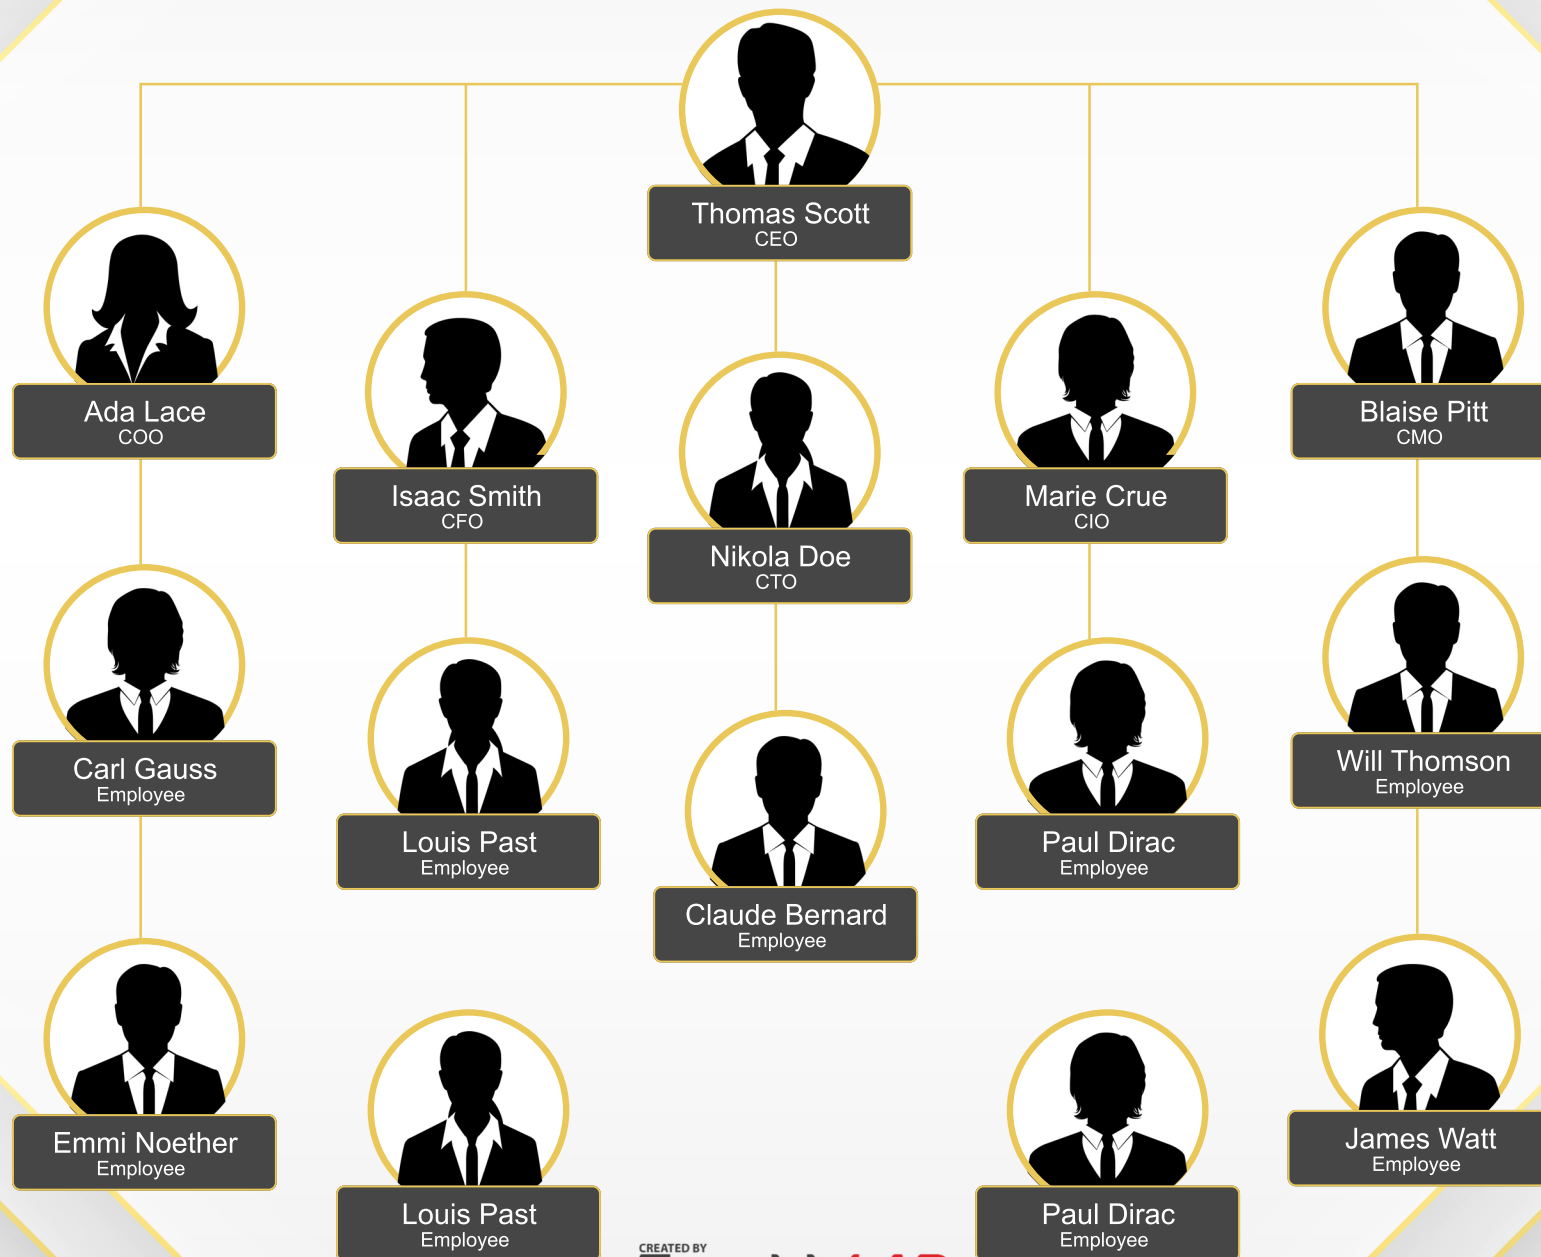 Thomas Scott
CEO
Ada Lace
COO
Blaise Pitt
CMO
Isaac Smith
CFO
Marie Crue
CIO
Nikola Doe
CTO
Carl Gauss
Employee
Will Thomson
Employee
Louis Past
Employee
Paul Dirac
Employee
Claude Bernard
Employee
Emmi Noether
Employee
James Watt
Employee
Louis Past
Employee
Paul Dirac
Employee
CREATED BY